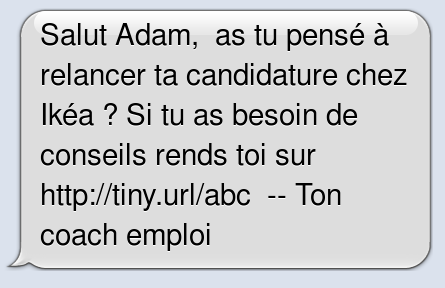 Salut Adam,  as tu pensé à
relancer ta candidature chez
Ikéa ? Si tu as besoin de
conseils rends toi sur
http://tiny.url/abc  -- Ton
coach emploi